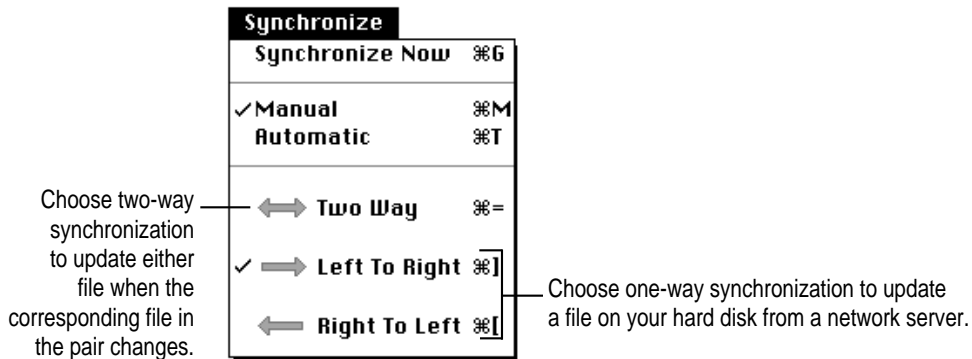 Synchronize
Synchronize Now ⌘G
✓Manual ⌘M
Automatic ⌘T
Two Way ⌘=
✓ Left To Right ⌘]
Right To Left ⌘[
Choose two-way
synchronization
to update either
file when the
corresponding file in
the pair changes.
Choose one-way synchronization to update
a file on your hard disk from a network server.